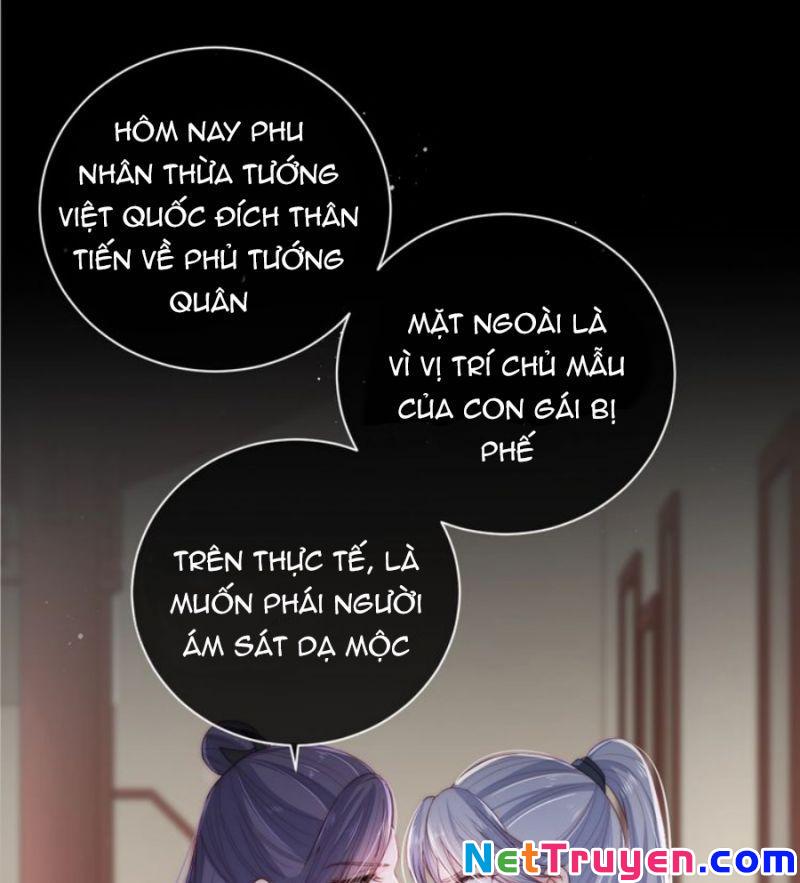 HÔM NAY PHU
NHÂN THỪA TƯỚNG
VIỆT QUỐC ĐÍCH THÂN
TIẾN VỀ PHỦ TƯỚNG
QUÂN
MẶT NGOÀI LÀ
VÌ VỊ TRÍ CHỦ MẪU
CỦA CON GÁI BỊ
PHẾ
TRÊN THỰC TẾ, LÀ
MUỐN PHÁI NGƯỜI
ÁM SÁT DẠ MỘC
NetTruyen.com